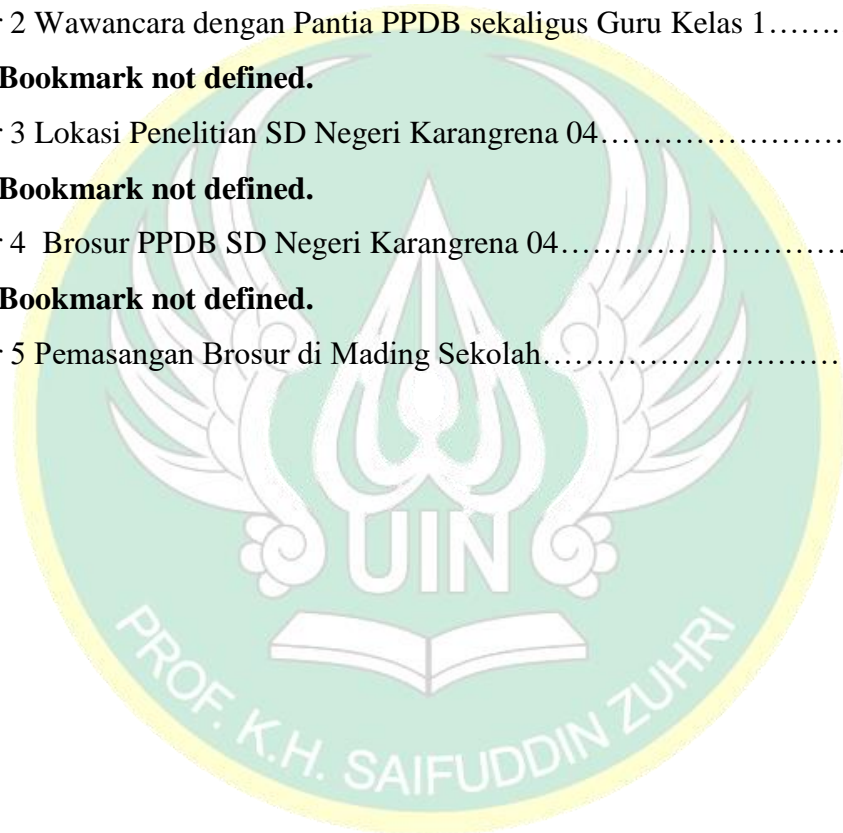 r 2 Wawancara dengan Pantia PPDB sekaligus Guru Kelas 1…….
Bookmark not defined.
r 3 Lokasi Penelitian SD Negeri Karangrena 04……………………
Bookmark not defined.
r 4 Brosur PPDB SD Negeri Karangrena 04………………………
Bookmark not defined.
r 5 Pemasangan Brosur di Mading Sekolah…………………………
UIN
PROF. K.H. SAIFUDDIN ZUHRI